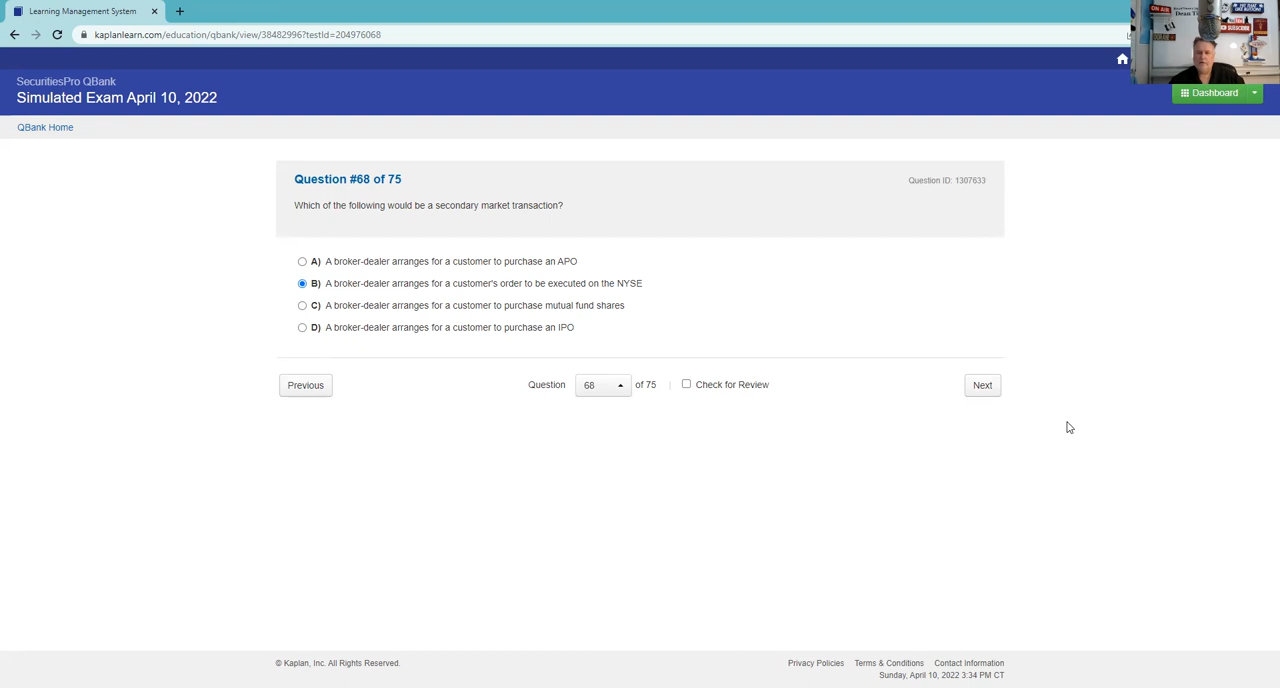 Learning Management System
kaplanlearn.com/education/qbank/view/38482996?testId=204976068
ON AIR
SecuritiesPro QBank
Simulated Exam April 10, 2022
Dashboard
QBank Home
Question #68 of 75
Question ID: 1307633
Which of the following would be a secondary market transaction?
A) A broker-dealer arranges for a customer to purchase an APO
B) A broker-dealer arranges for a customer's order to be executed on the NYSE
C) A broker-dealer arranges for a customer to purchase mutual fund shares
D) A broker-dealer arranges for a customer to purchase an IPO
Previous
Question 68 of 75 | Check for Review
Next
© Kaplan, Inc. All Rights Reserved.
Privacy Policies Terms & Conditions Contact Information
Sunday, April 10, 2022 3:34 PM CT